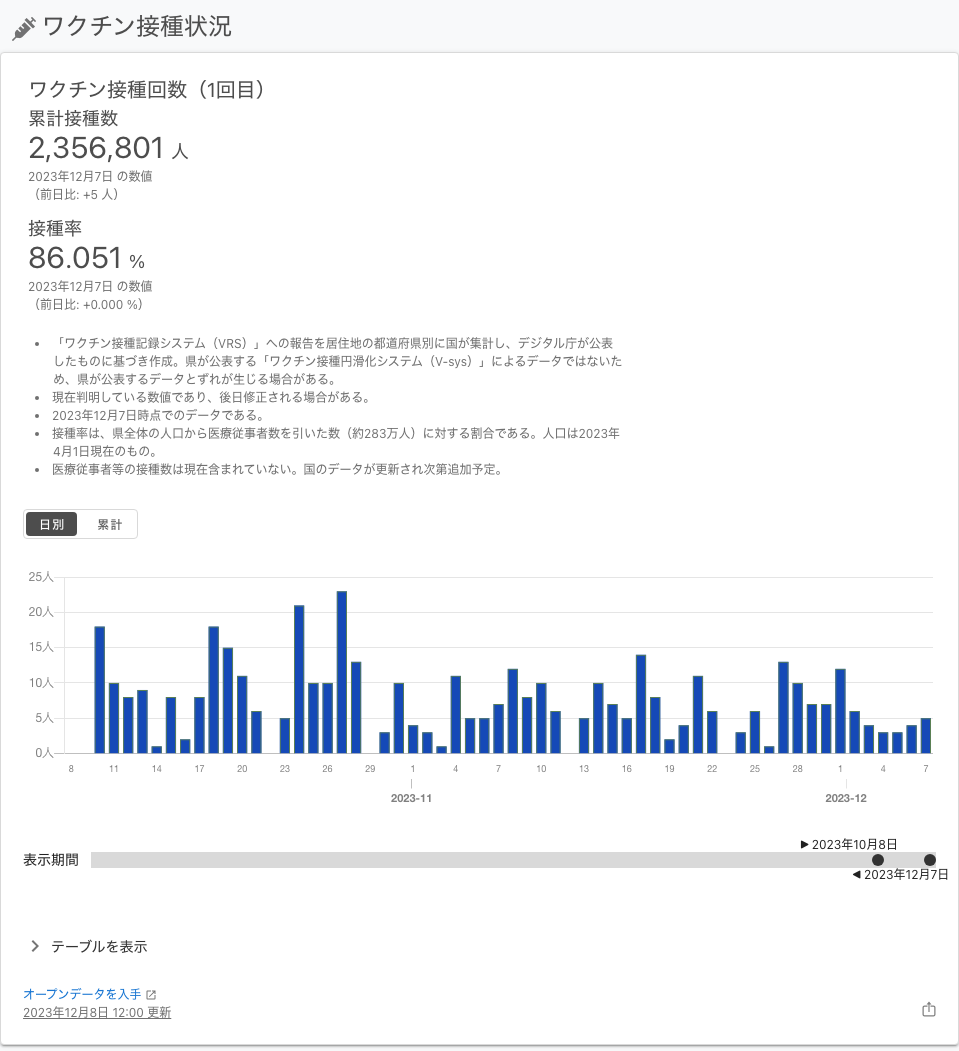 ワクチン接種状況
ワクチン接種回数（1回目）
累計接種数
2,356,801 人
2023年12月7日 の数値
（前日比: +5 人）
接種率
86.051 %
2023年12月7日 の数値
（前日比: +0.000 %）
• 「ワクチン接種記録システム（VRS）」への報告を居住地の都道府県別に国が集計し、デジタル庁が公表
したものに基づき作成。県が公表する「ワクチン接種円滑化システム（V-sys）」によるデータではないた
め、県が公表するデータとずれが生じる場合がある。
• 現在判明している数値であり、後日修正される場合がある。
• 2023年12月7日時点でのデータである。
• 接種率は、県全体の人口から医療従事者数を引いた数（約283万人）に対する割合である。人口は2023年
4月1日現在のもの。
• 医療従事者等の接種数は現在含まれていない。国のデータが更新され次第追加予定。
日別 累計
25人
20人
15人
10人
5人
0人
8 11 14 17 20 23 26 29 1 4 7 10 13 16 19 22 25 28 1 4 7
2023-11 2023-12
▶ 2023年10月8日
表示期間
◀ 2023年12月7日
テーブルを表示
オープンデータを入手
2023年12月8日 12:00 更新